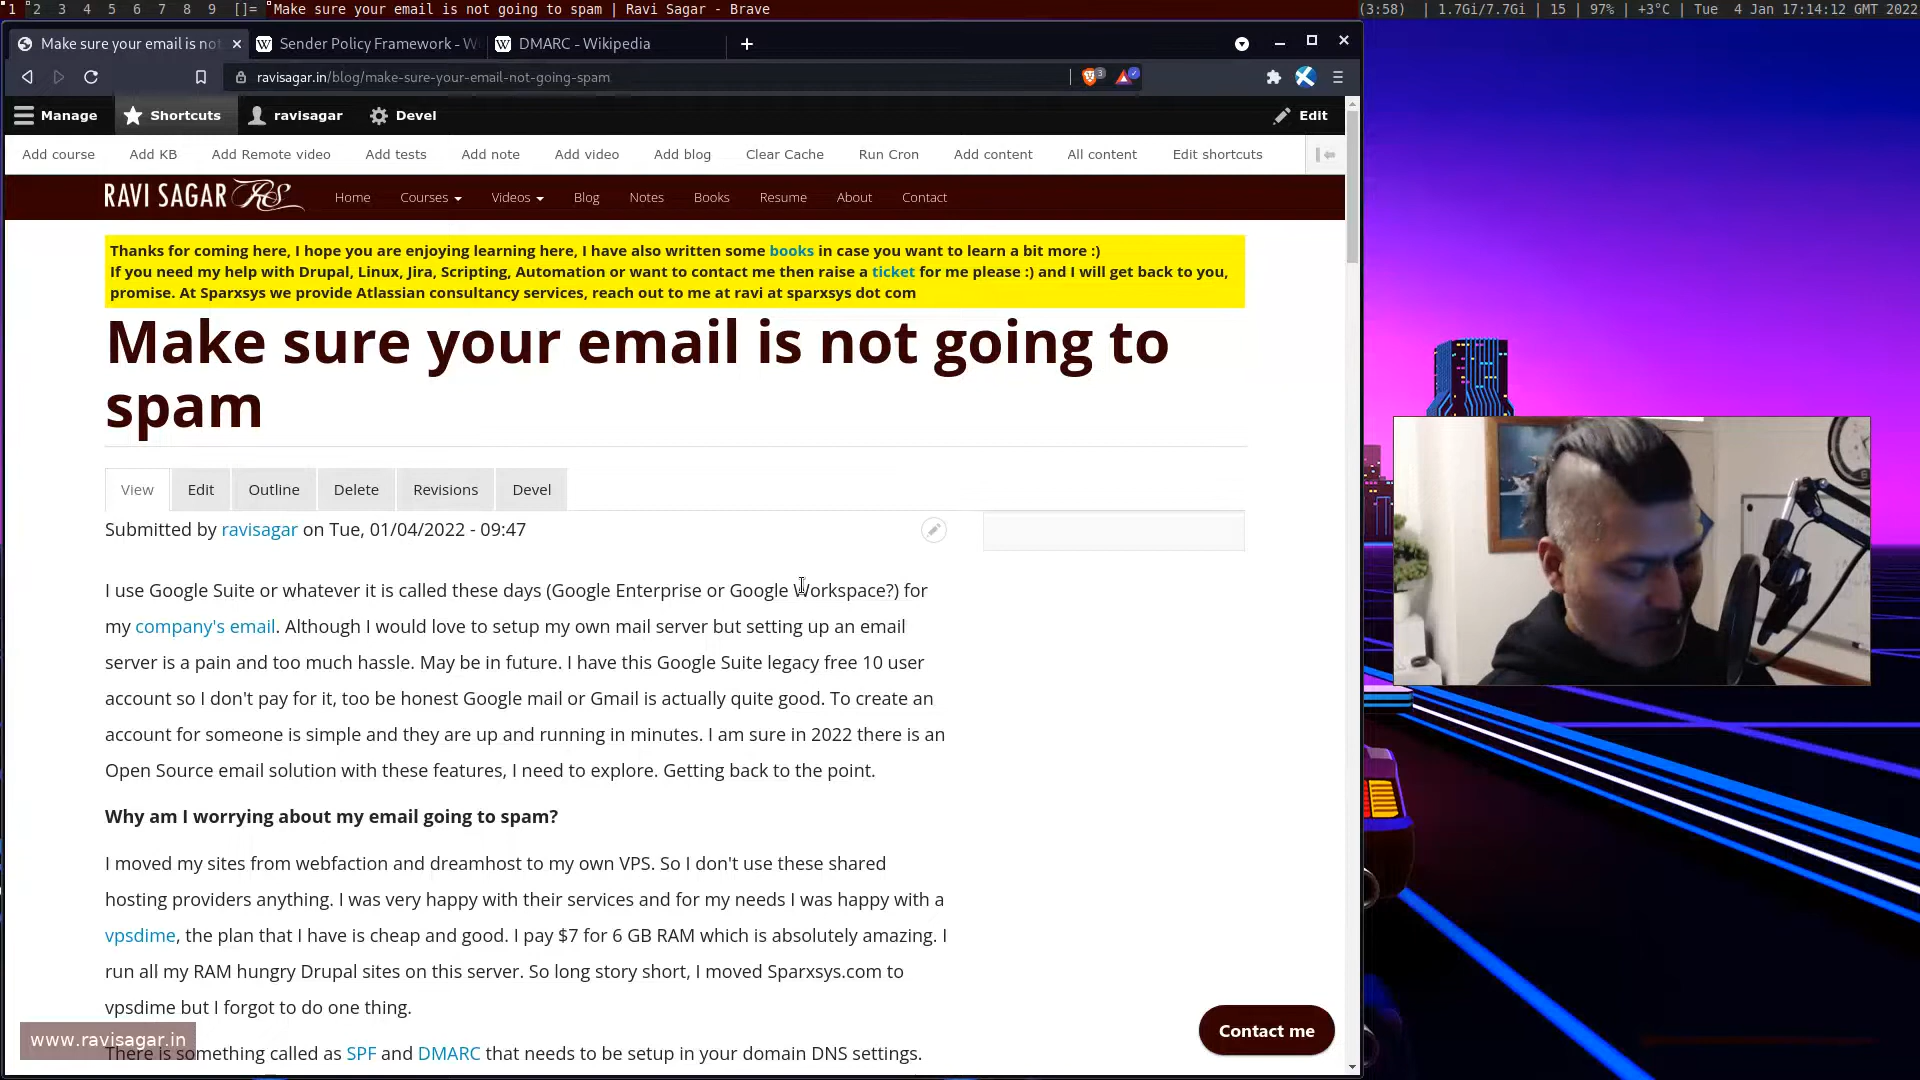 1 2 3 4 5 6 7 8 9 []= Make sure your email is not going to spam | Ravi Sagar - Brave
(3:58) | 1.7Gi/7.7Gi | 15 | 97% | +3°C | Tue 4 Jan 17:14:12 GMT 2022
Make sure your email is not
Sender Policy Framework - W
DMARC - Wikipedia
ravisagar.in/blog/make-sure-your-email-not-going-spam
3
Manage Shortcuts ravisagar Devel Edit
Add course Add KB Add Remote video Add tests Add note Add video Add blog Clear Cache Run Cron Add content All content Edit shortcuts
RAVI SAGAR RS Home Courses Videos Blog Notes Books Resume About Contact
Thanks for coming here, I hope you are enjoying learning here, I have also written some books in case you want to learn a bit more :)
If you need my help with Drupal, Linux, Jira, Scripting, Automation or want to contact me then raise a ticket for me please :) and I will get back to you,
promise. At Sparxsys we provide Atlassian consultancy services, reach out to me at ravi at sparxsys dot com
Make sure your email is not going to
spam
View Edit Outline Delete Revisions Devel
Submitted by ravisagar on Tue, 01/04/2022 - 09:47
I use Google Suite or whatever it is called these days (Google Enterprise or Google Workspace?) for
my company's email. Although I would love to setup my own mail server but setting up an email
server is a pain and too much hassle. May be in future. I have this Google Suite legacy free 10 user
account so I don't pay for it, too be honest Google mail or Gmail is actually quite good. To create an
account for someone is simple and they are up and running in minutes. I am sure in 2022 there is an
Open Source email solution with these features, I need to explore. Getting back to the point.
Why am I worrying about my email going to spam?
I moved my sites from webfaction and dreamhost to my own VPS. So I don't use these shared
hosting providers anything. I was very happy with their services and for my needs I was happy with a
vpsdime, the plan that I have is cheap and good. I pay $7 for 6 GB RAM which is absolutely amazing. I
run all my RAM hungry Drupal sites on this server. So long story short, I moved Sparxsys.com to
vpsdime but I forgot to do one thing.
Contact me
www.ravisagar.in
There is something called as SPF and DMARC that needs to be setup in your domain DNS settings.